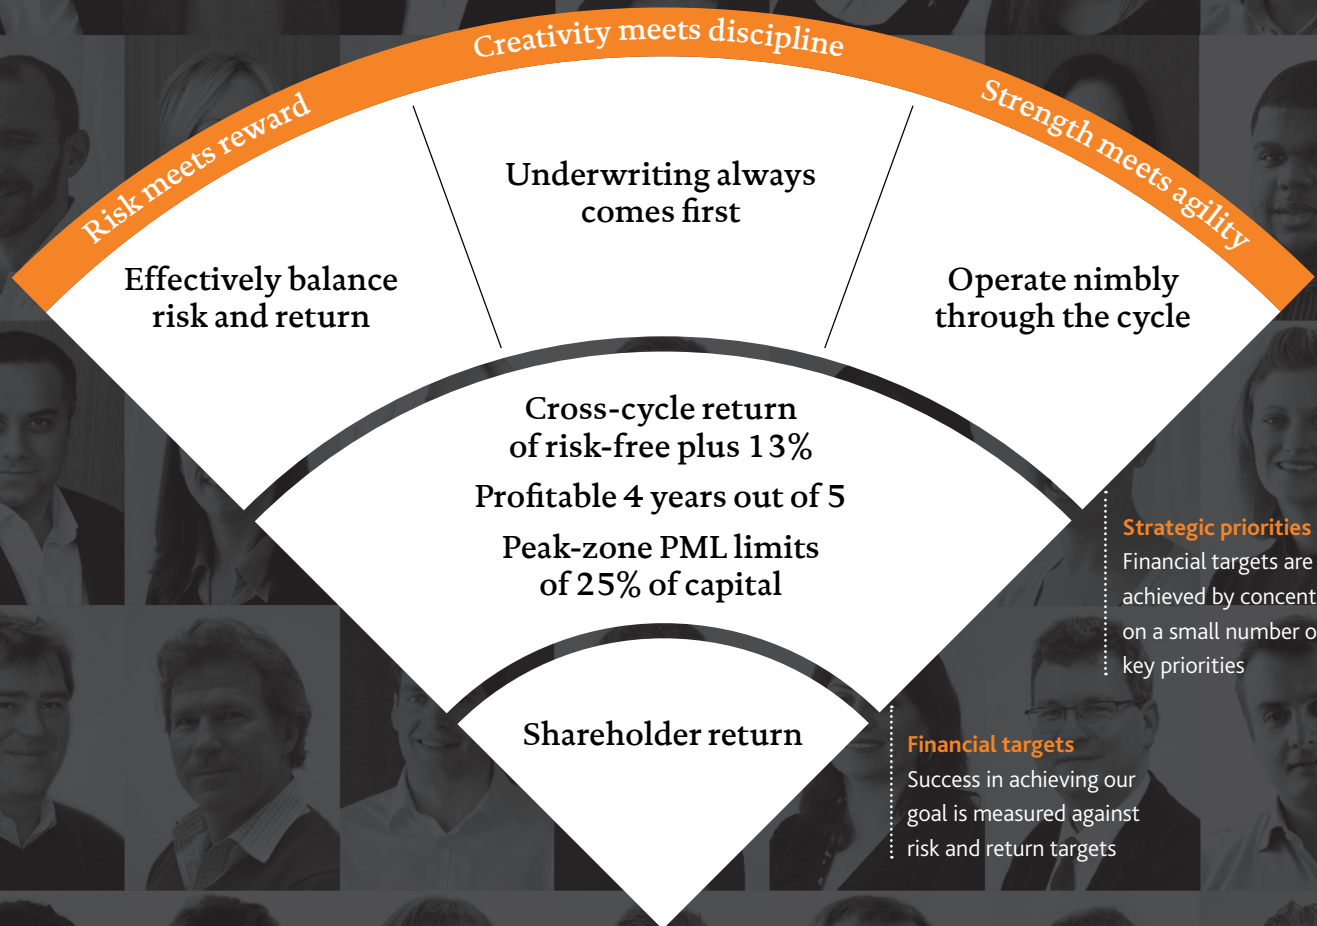 Creativity meets discipline
Risk meets reward
Strength meets agility
Underwriting always
comes first
Effectively balance
risk and return
Operate nimbly
through the cycle
Cross-cycle return
of risk-free plus 13%
Profitable 4 years out of 5
Peak-zone PML limits
of 25% of capital
Strategic priorities
Financial targets are
achieved by concent
on a small number o
key priorities
Shareholder return
Financial targets
Success in achieving our
goal is measured against
risk and return targets